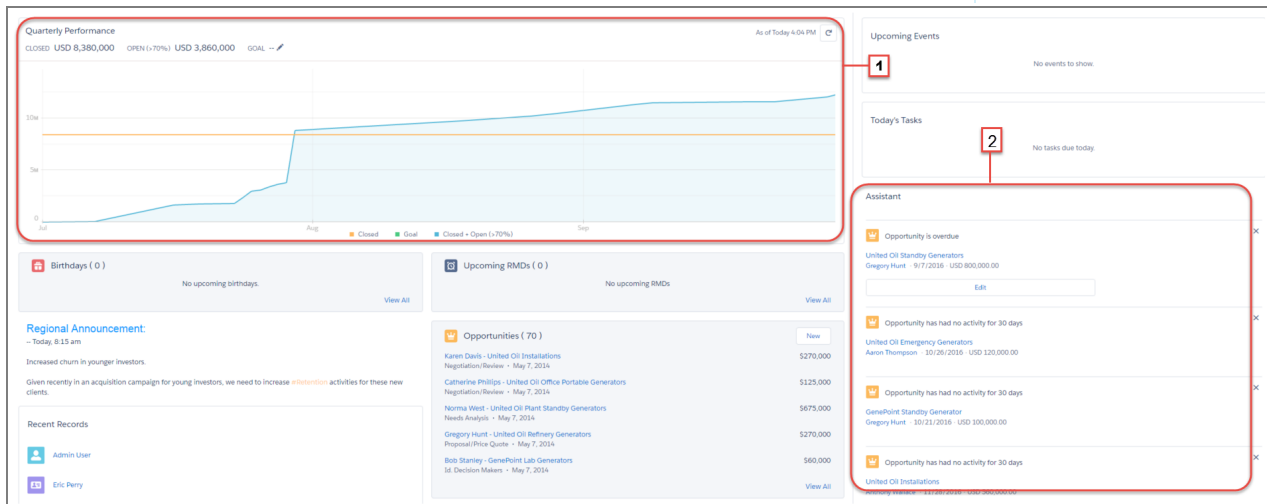 Quarterly Performance
As of Today 4:04 PM
CLOSED USD 8,380,000 OPEN (>70%) USD 3,860,000 GOAL --
10M
5M
0
Jul Aug Sep
Closed Goal Closed + Open (>70%)
1
Upcoming Events
No events to show.
Today's Tasks
No tasks due today.
2
Assistant
Opportunity is overdue
United Oil Standby Generators
Gregory Hunt · 9/7/2016 · USD 800,000.00
Edit
Opportunity has had no activity for 30 days
United Oil Emergency Generators
Aaron Thompson · 10/26/2016 · USD 120,000.00
Opportunity has had no activity for 30 days
GenePoint Standby Generator
Gregory Hunt · 10/21/2016 · USD 100,000.00
Opportunity has had no activity for 30 days
United Oil Installations
Anthony Wallace · 11/28/2016 · USD 360,000.00
Birthdays ( 0 )
No upcoming birthdays.
View All
Upcoming RMDs ( 0 )
No upcoming RMDs
View All
Regional Announcement:
– Today, 8:15 am
Increased churn in younger investors.
Given recently in an acquisition campaign for young investors, we need to increase #Retention activities for these new
clients.
Recent Records
Admin User
Eric Perry
Opportunities ( 70 )
New
Karen Davis - United Oil Installations $270,000
Negotiation/Review • May 7, 2014
Catherine Phillips - United Oil Office Portable Generators $125,000
Negotiation/Review • May 7, 2014
Norma West - United Oil Plant Standby Generators $675,000
Needs Analysis • May 7, 2014
Gregory Hunt - United Oil Refinery Generators $270,000
Proposal/Price Quote • May 7, 2014
Bob Stanley - GenePoint Lab Generators $60,000
Id. Decision Makers • May 7, 2014
View All